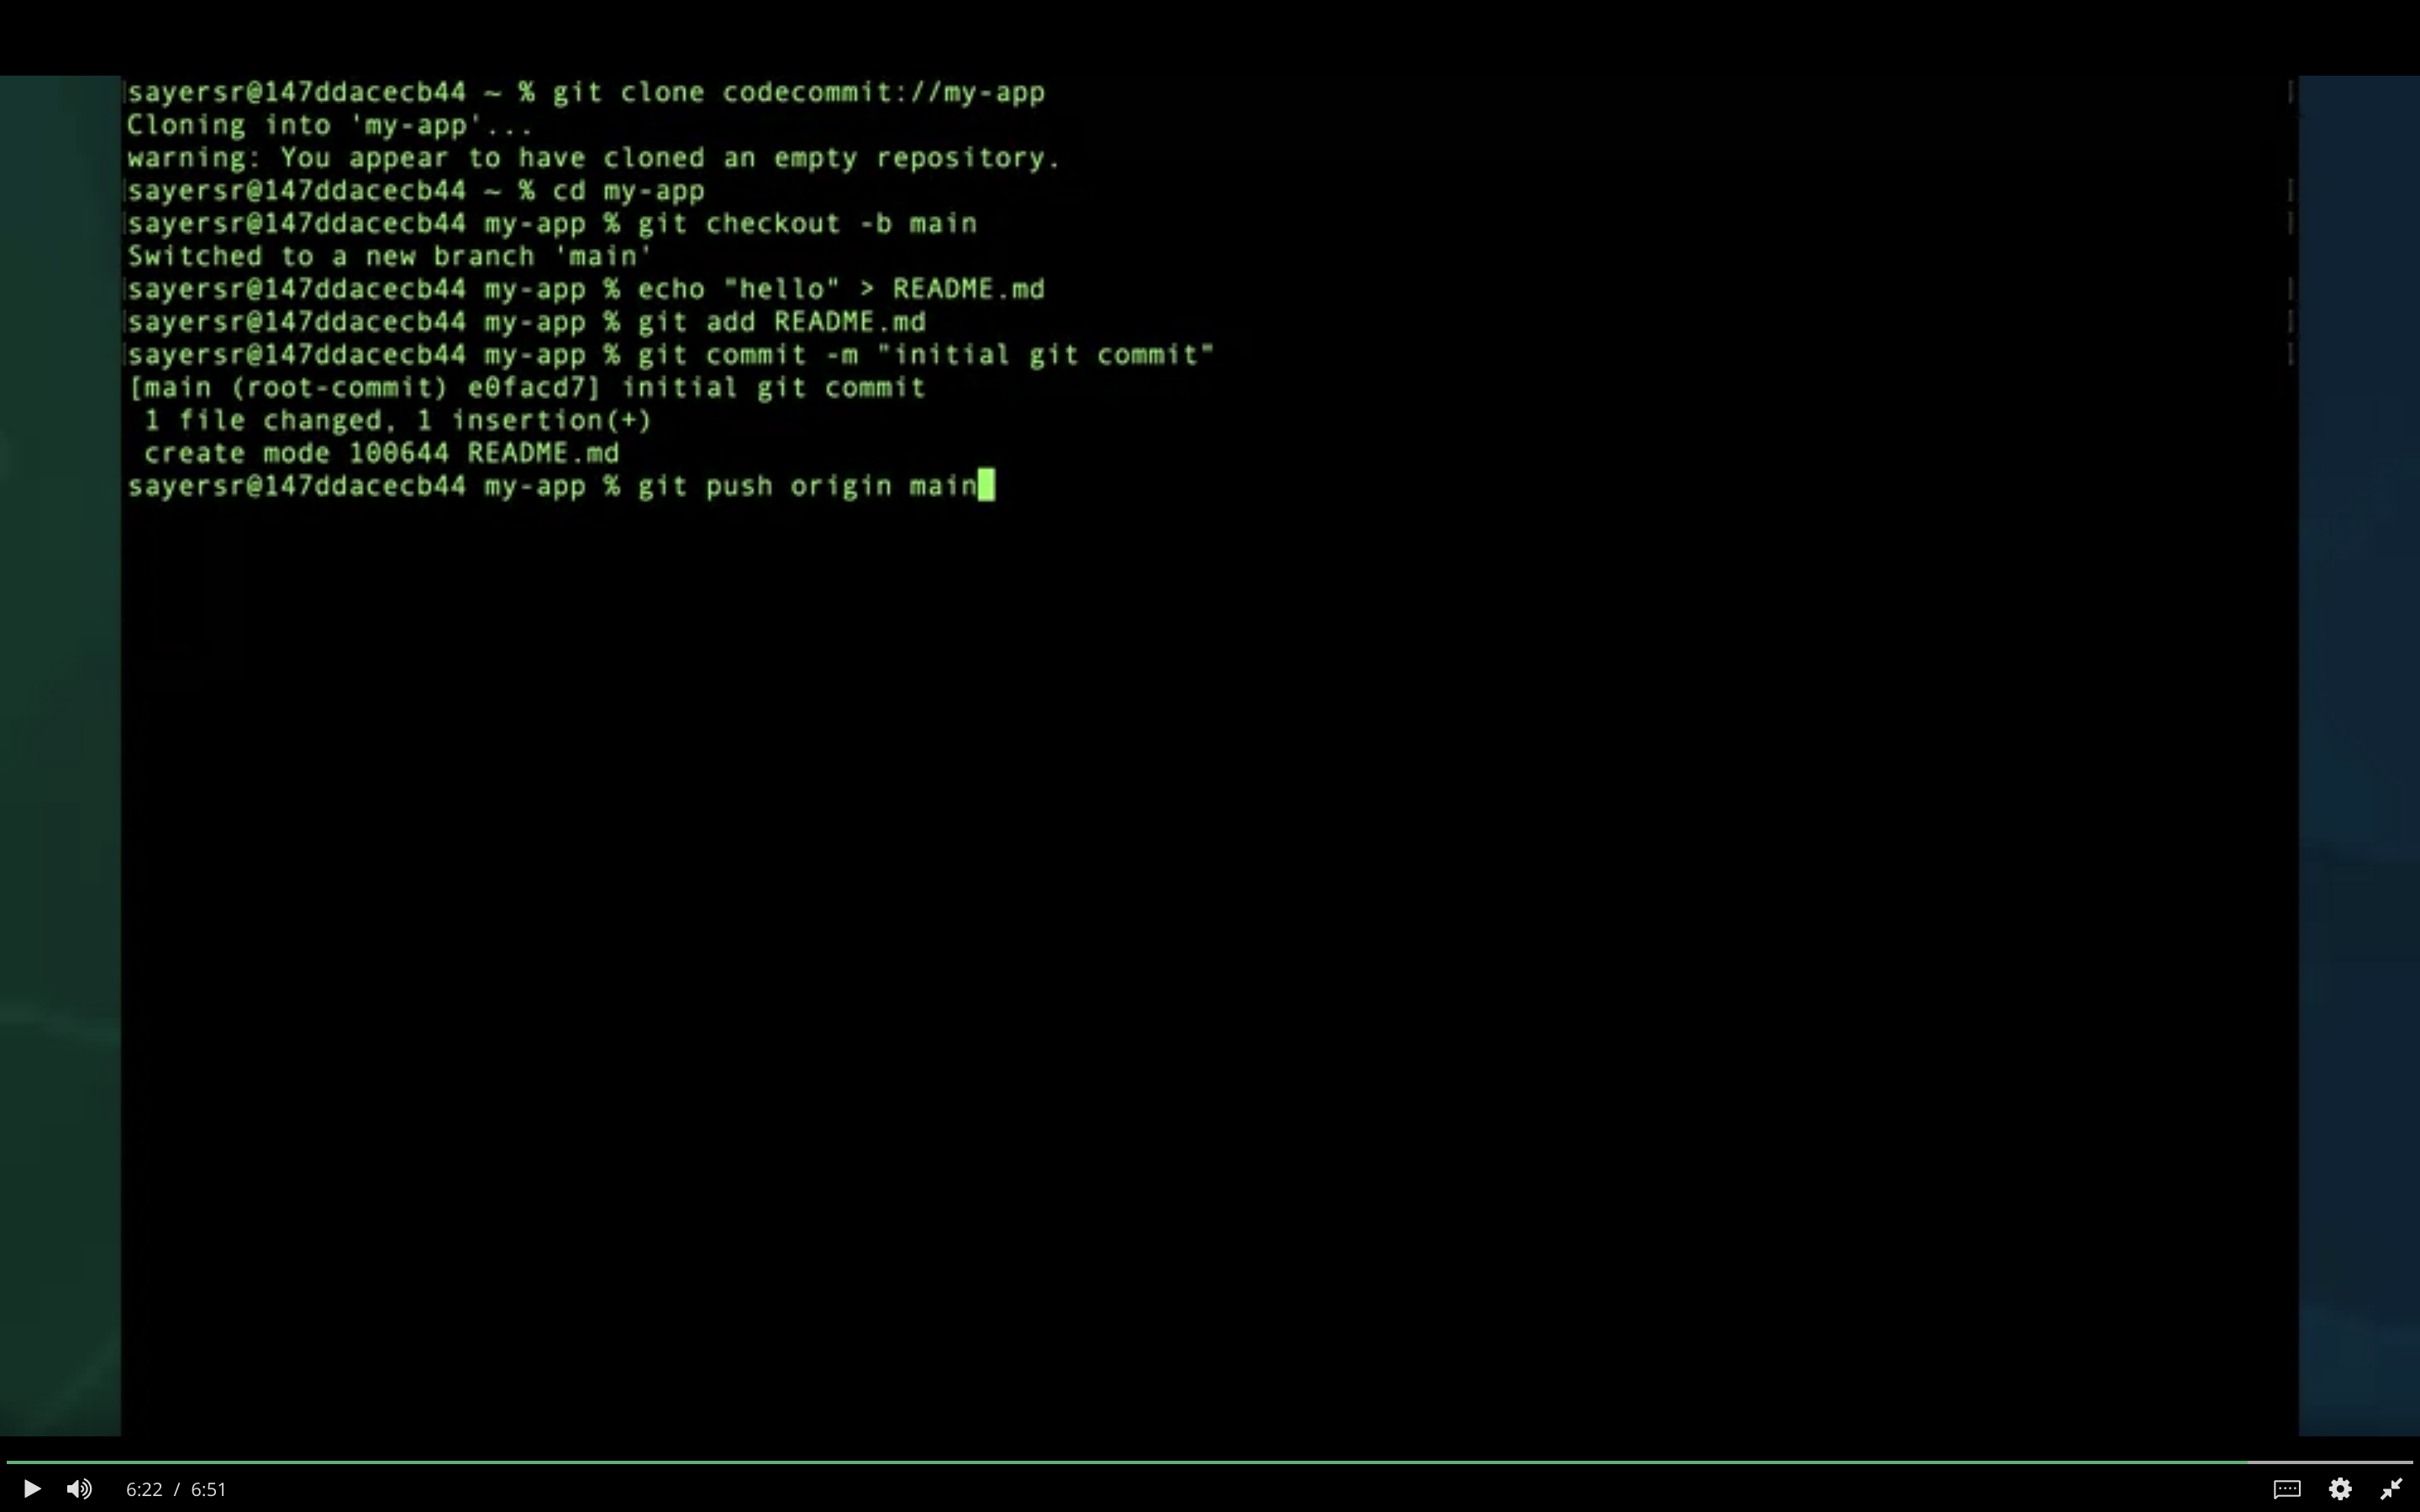 sayersr@147ddacecb44 ~ % git clone codecommit://my-app
Cloning into 'my-app'...
warning: You appear to have cloned an empty repository.
sayersr@147ddacecb44 ~ % cd my-app
sayersr@147ddacecb44 my-app % git checkout -b main
Switched to a new branch 'main'
sayersr@147ddacecb44 my-app % echo "hello" > README.md
sayersr@147ddacecb44 my-app % git add README.md
sayersr@147ddacecb44 my-app % git commit -m "initial git commit"
[main (root-commit) e0facd7] initial git commit
 1 file changed, 1 insertion(+)
 create mode 100644 README.md
sayersr@147ddacecb44 my-app % git push origin main
6:22 / 6:51